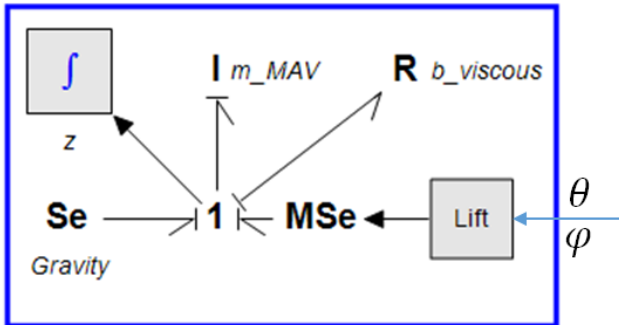 ∫
I m_MAV
R b_viscous
z
Se
1
MSe
Lift
θ
φ
Gravity